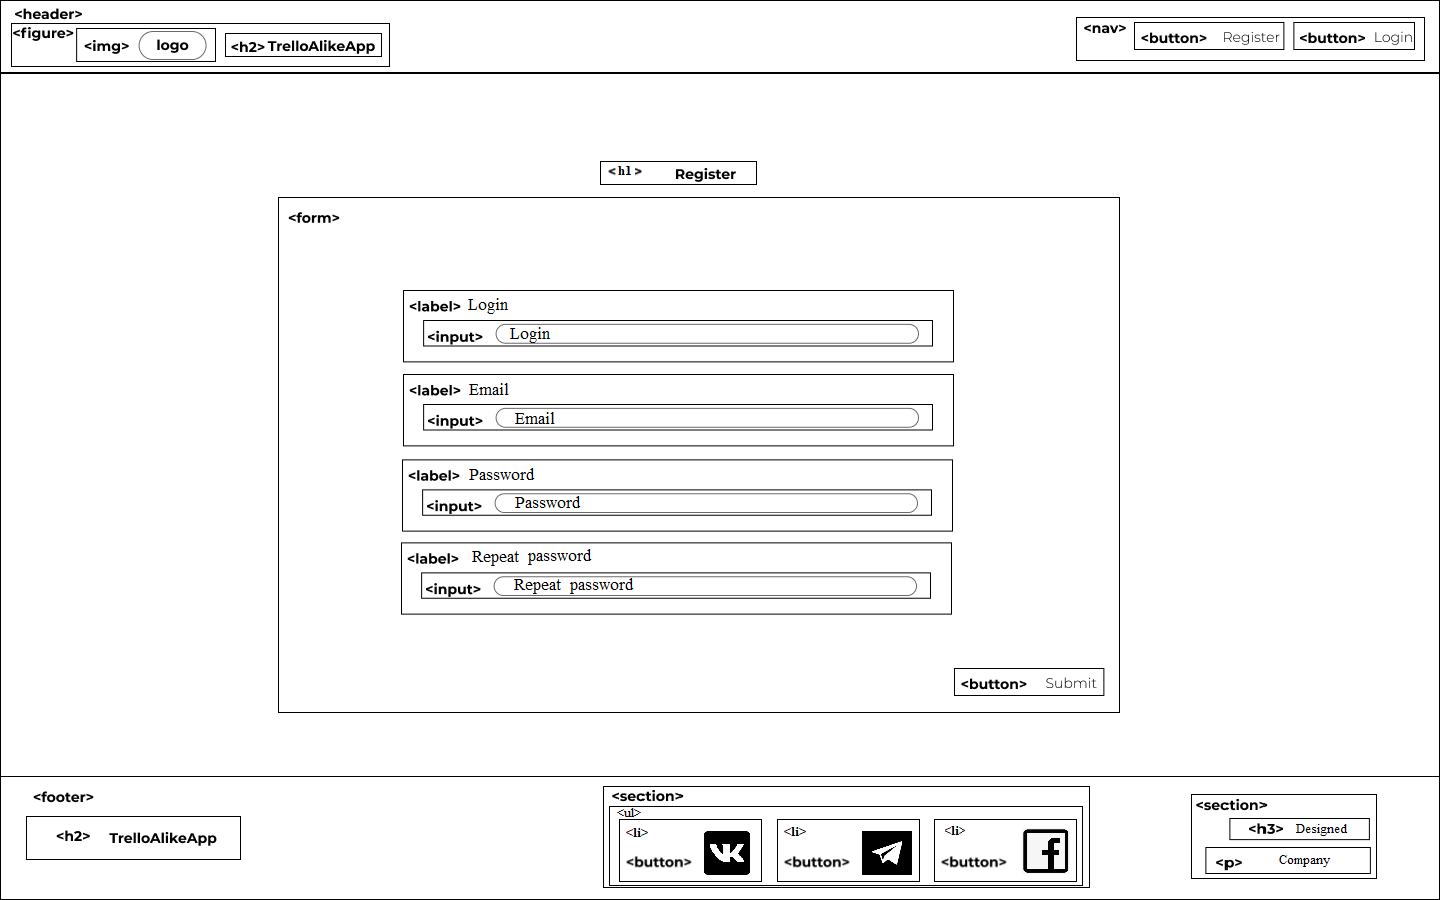 <header>
<figure> <img> logo <h2> TrelloAlikeApp
<nav> <button> Register <button> Login
<h1> Register
<form>
<label> Login
<input> Login
<label> Email
<input> Email
<label> Password
<input> Password
<label> Repeat password
<input> Repeat password
<button> Submit
<footer>
<h2> TrelloAlikeApp
<section>
<ul>
<li> <li> <li>
<button> <button> <button>
<section>
<h3> Designed
<p> Company